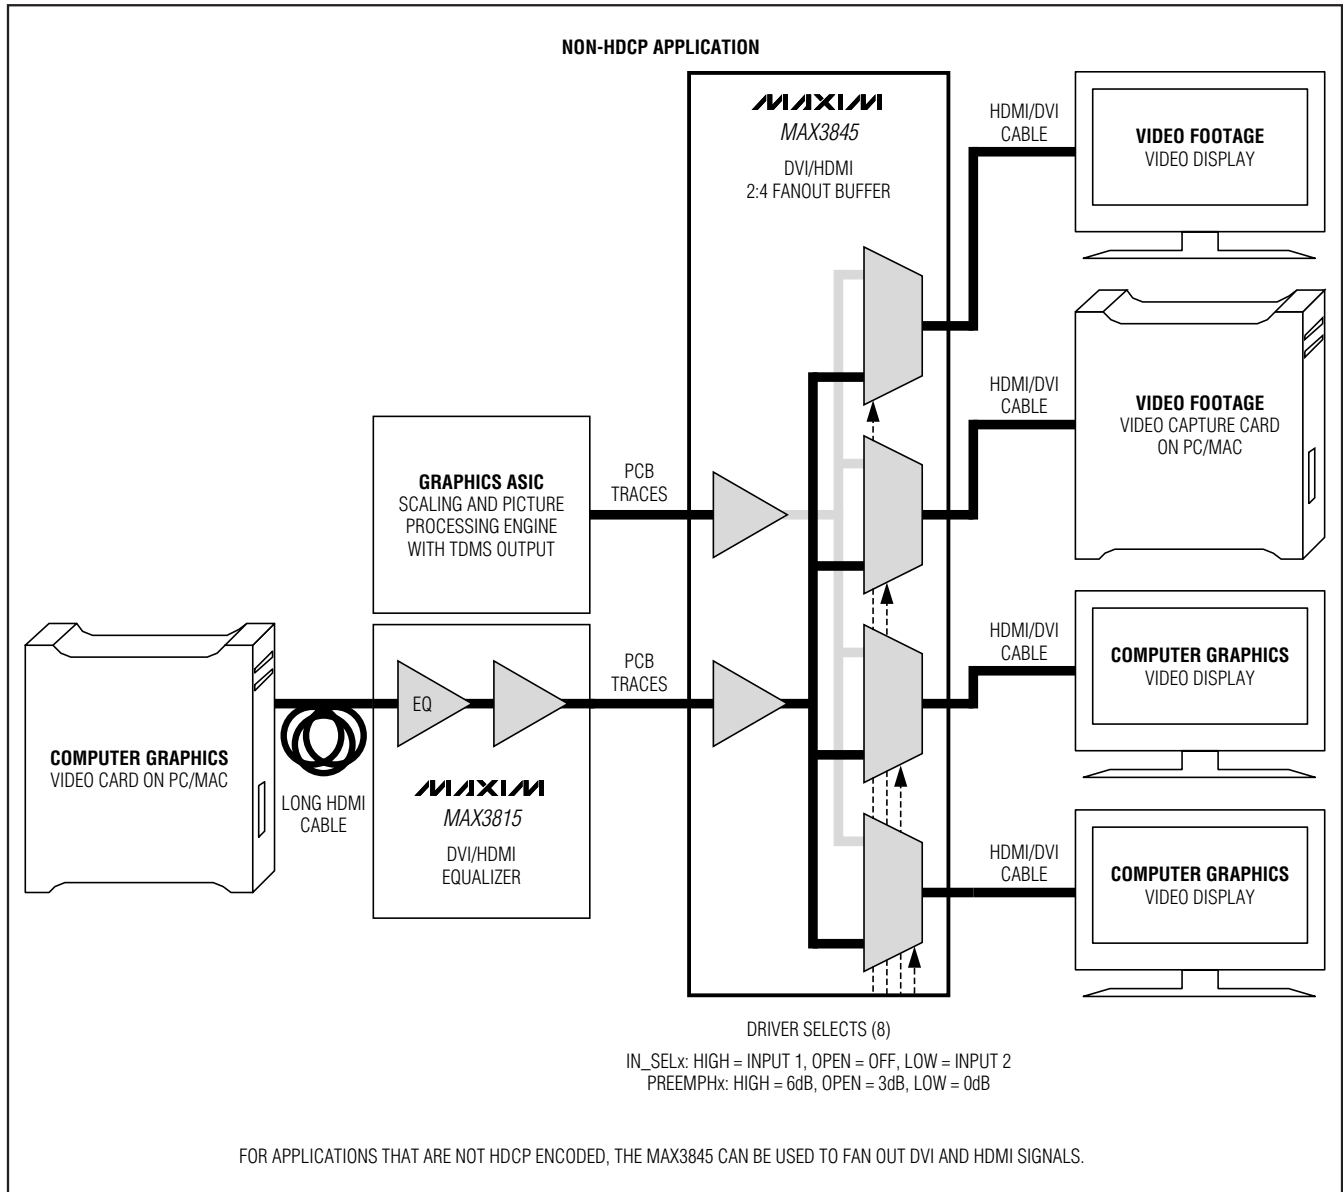 NON-HDCP APPLICATION
MAXIM
MAX3845
DVI/HDMI
2:4 FANOUT BUFFER
HDMI/DVI
CABLE
VIDEO FOOTAGE
VIDEO DISPLAY
HDMI/DVI
CABLE
VIDEO FOOTAGE
VIDEO CAPTURE CARD
ON PC/MAC
GRAPHICS ASIC
SCALING AND PICTURE
PROCESSING ENGINE
WITH TDMS OUTPUT
PCB
TRACES
HDMI/DVI
CABLE
COMPUTER GRAPHICS
VIDEO DISPLAY
COMPUTER GRAPHICS
VIDEO CARD ON PC/MAC
LONG HDMI
CABLE
EQ
MAXIM
MAX3815
DVI/HDMI
EQUALIZER
PCB
TRACES
HDMI/DVI
CABLE
COMPUTER GRAPHICS
VIDEO DISPLAY
DRIVER SELECTS (8)
IN_SELx: HIGH = INPUT 1, OPEN = OFF, LOW = INPUT 2
PREEMPHx: HIGH = 6dB, OPEN = 3dB, LOW = 0dB
FOR APPLICATIONS THAT ARE NOT HDCP ENCODED, THE MAX3845 CAN BE USED TO FAN OUT DVI AND HDMI SIGNALS.